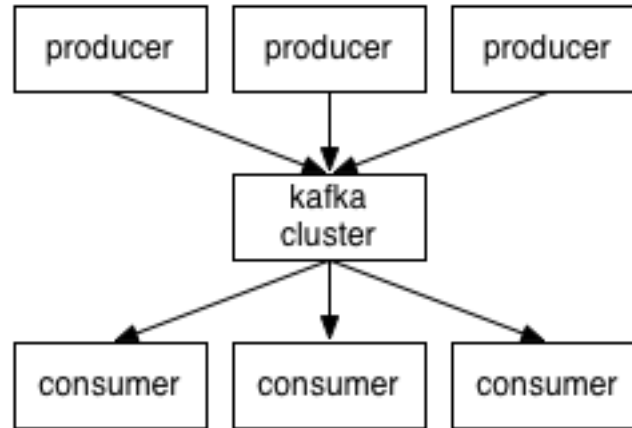 producer
producer
producer
kafka
cluster
consumer
consumer
consumer